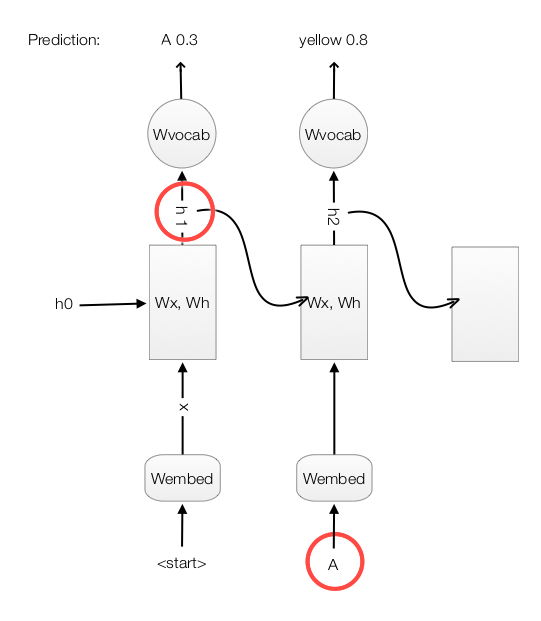 Prediction: A 0.3 yellow 0.8
Wvocab Wvocab
h1 h2
h0 Wx, Wh Wx, Wh
x
Wembed Wembed
<start> A